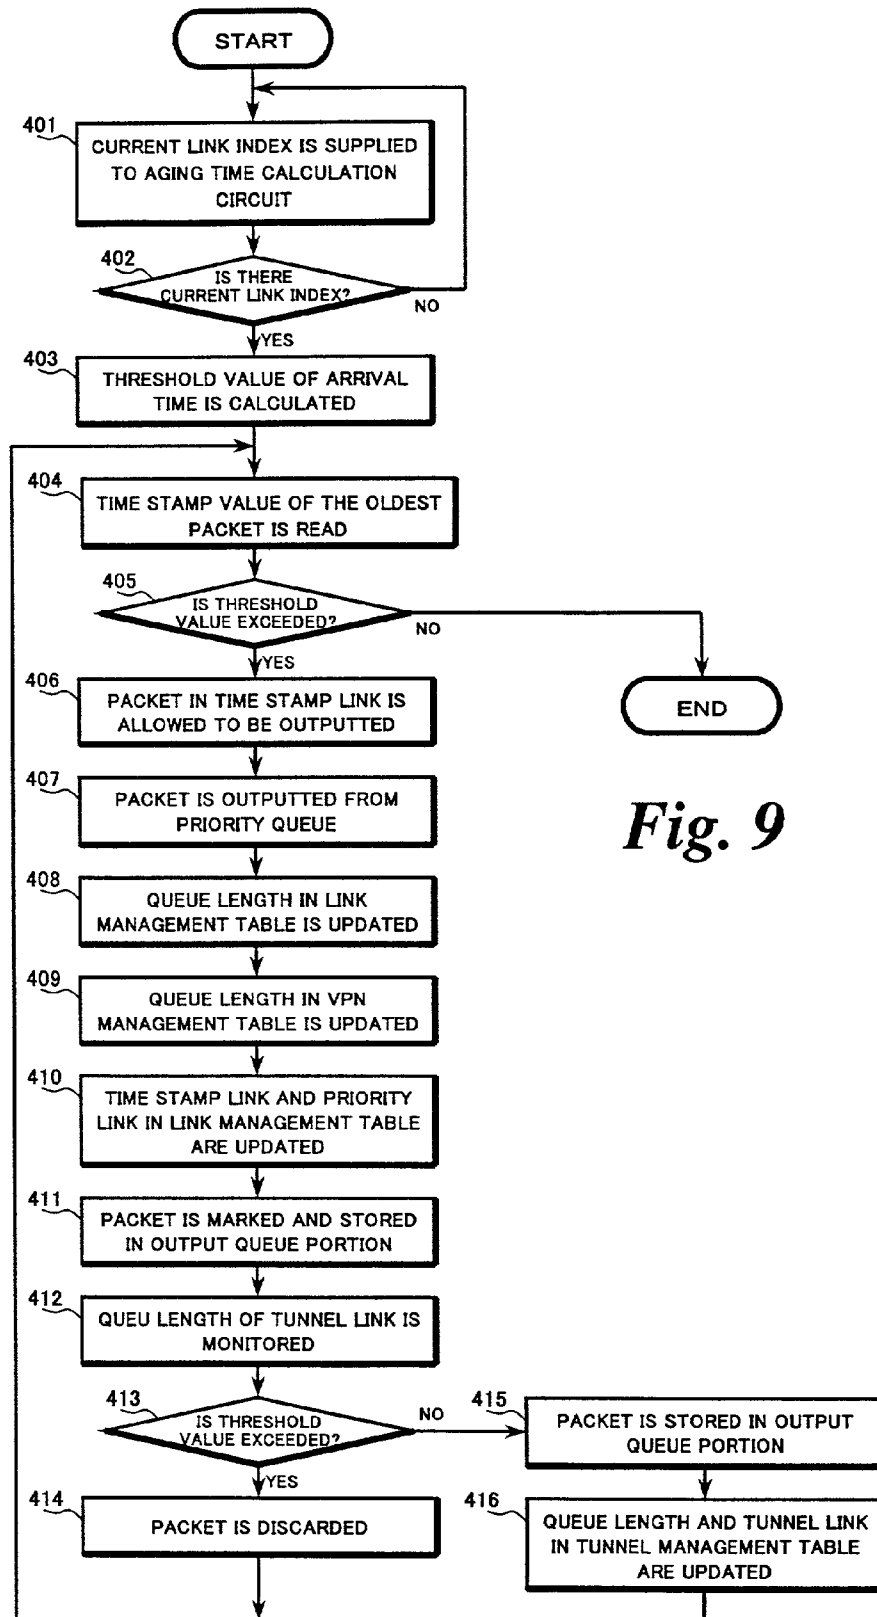 START
401
CURRENT LINK INDEX IS SUPPLIED
TO AGING TIME CALCULATION
CIRCUIT
402
IS THERE
CURRENT LINK INDEX?
NO
YES
403
THRESHOLD VALUE OF ARRIVAL
TIME IS CALCULATED
404
TIME STAMP VALUE OF THE OLDEST
PACKET IS READ
405
IS THRESHOLD
VALUE EXCEEDED?
NO
YES
406
PACKET IN TIME STAMP LINK IS
ALLOWED TO BE OUTPUTTED
END
407
PACKET IS OUTPUTTED FROM
PRIORITY QUEUE
Fig. 9
408
QUEUE LENGTH IN LINK
MANAGEMENT TABLE IS UPDATED
409
QUEUE LENGTH IN VPN
MANAGEMENT TABLE IS UPDATED
410
TIME STAMP LINK AND PRIORITY
LINK IN LINK MANAGEMENT TABLE
ARE UPDATED
411
PACKET IS MARKED AND STORED
IN OUTPUT QUEUE PORTION
412
QUEU LENGTH OF TUNNEL LINK IS
MONITORED
413
IS THRESHOLD
VALUE EXCEEDED?
NO
YES
415
PACKET IS STORED IN OUTPUT
QUEUE PORTION
414
PACKET IS DISCARDED
416
QUEUE LENGTH AND TUNNEL LINK
IN TUNNEL MANAGEMENT TABLE
ARE UPDATED